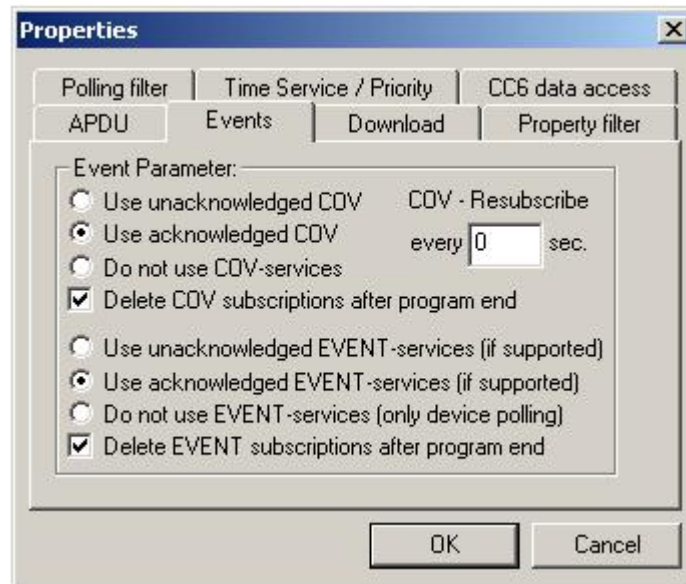 Properties
Polling filter Time Service / Priority CC6 data access
APDU Events Download Property filter
Event Parameter:
Use unacknowledged COV COV - Resubscribe
Use acknowledged COV every 0 sec.
Do not use COV-services
Delete COV subscriptions after program end
Use unacknowledged EVENT-services (if supported)
Use acknowledged EVENT-services (if supported)
Do not use EVENT-services (only device polling)
Delete EVENT subscriptions after program end
OK Cancel